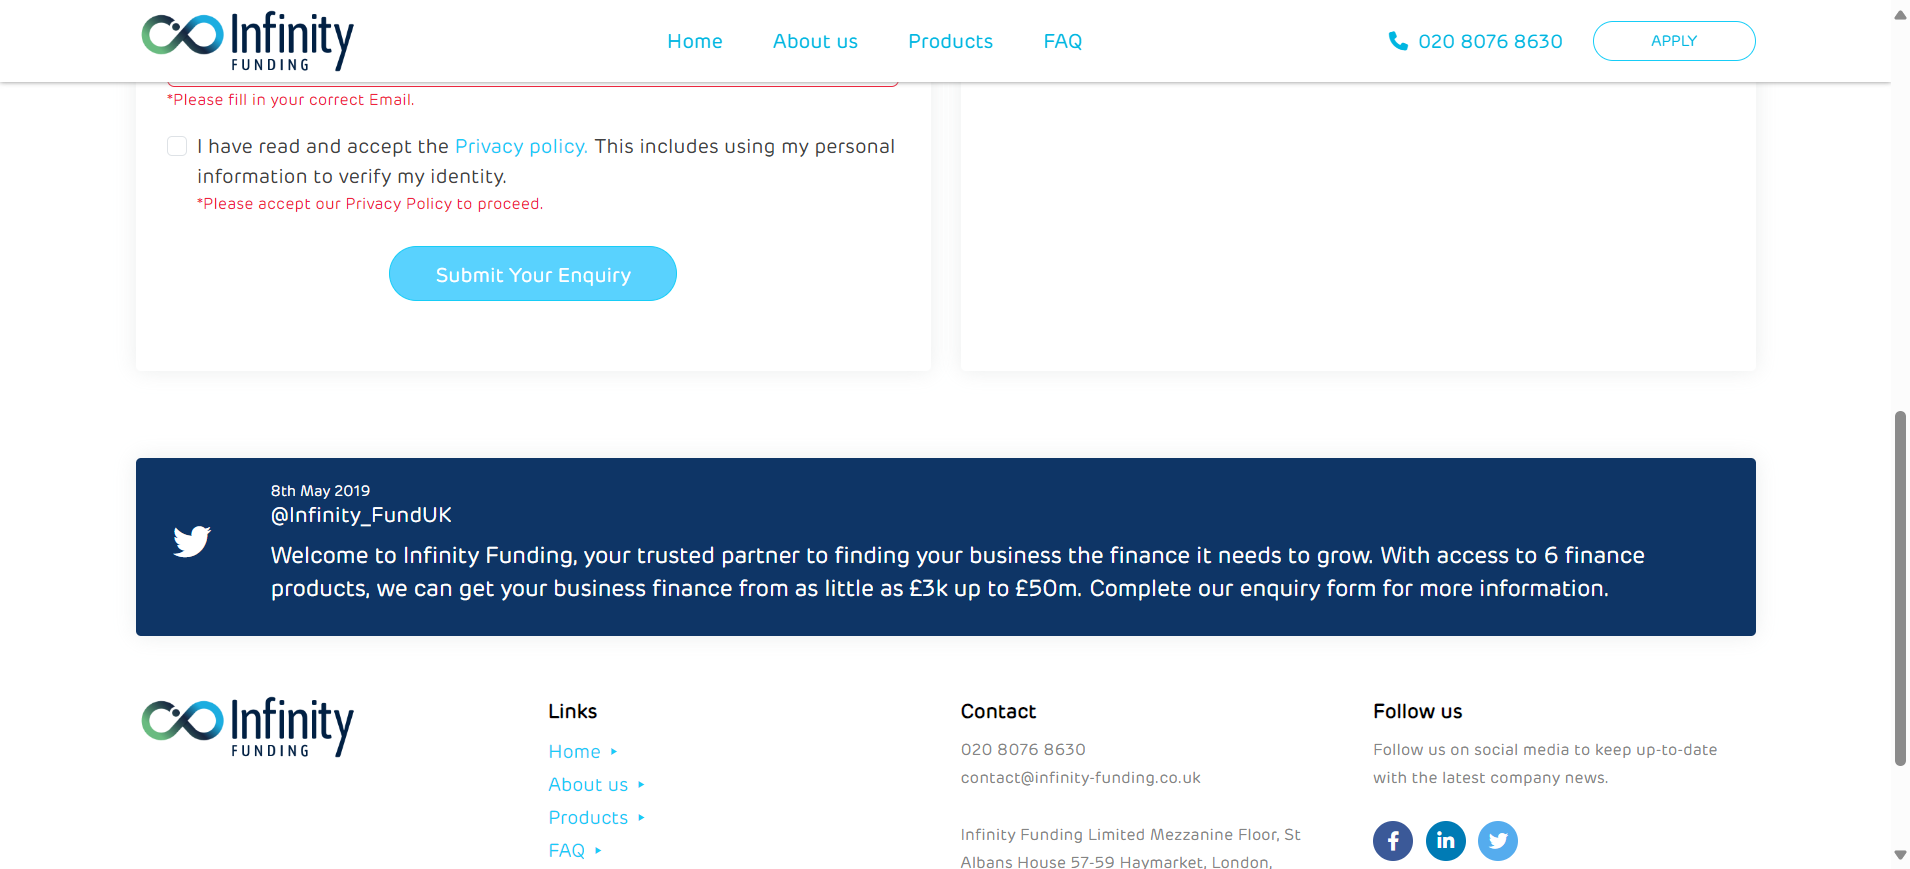 Infinity
FUNDING
Home
About us
Products
FAQ
020 8076 8630
APPLY
*Please fill in your correct Email.
I have read and accept the Privacy policy. This includes using my personal
information to verify my identity.
*Please accept our Privacy Policy to proceed.
Submit Your Enquiry
8th May 2019
@Infinity_FundUK
Welcome to Infinity Funding, your trusted partner to finding your business the finance it needs to grow. With access to 6 finance
products, we can get your business finance from as little as £3k up to £50m. Complete our enquiry form for more information.
Infinity
FUNDING
Links
Home
About us
Products
FAQ
Contact
020 8076 8630
contact@infinity-funding.co.uk
Infinity Funding Limited Mezzanine Floor, St
Albans House 57-59 Haymarket, London,
Follow us
Follow us on social media to keep up-to-date
with the latest company news.